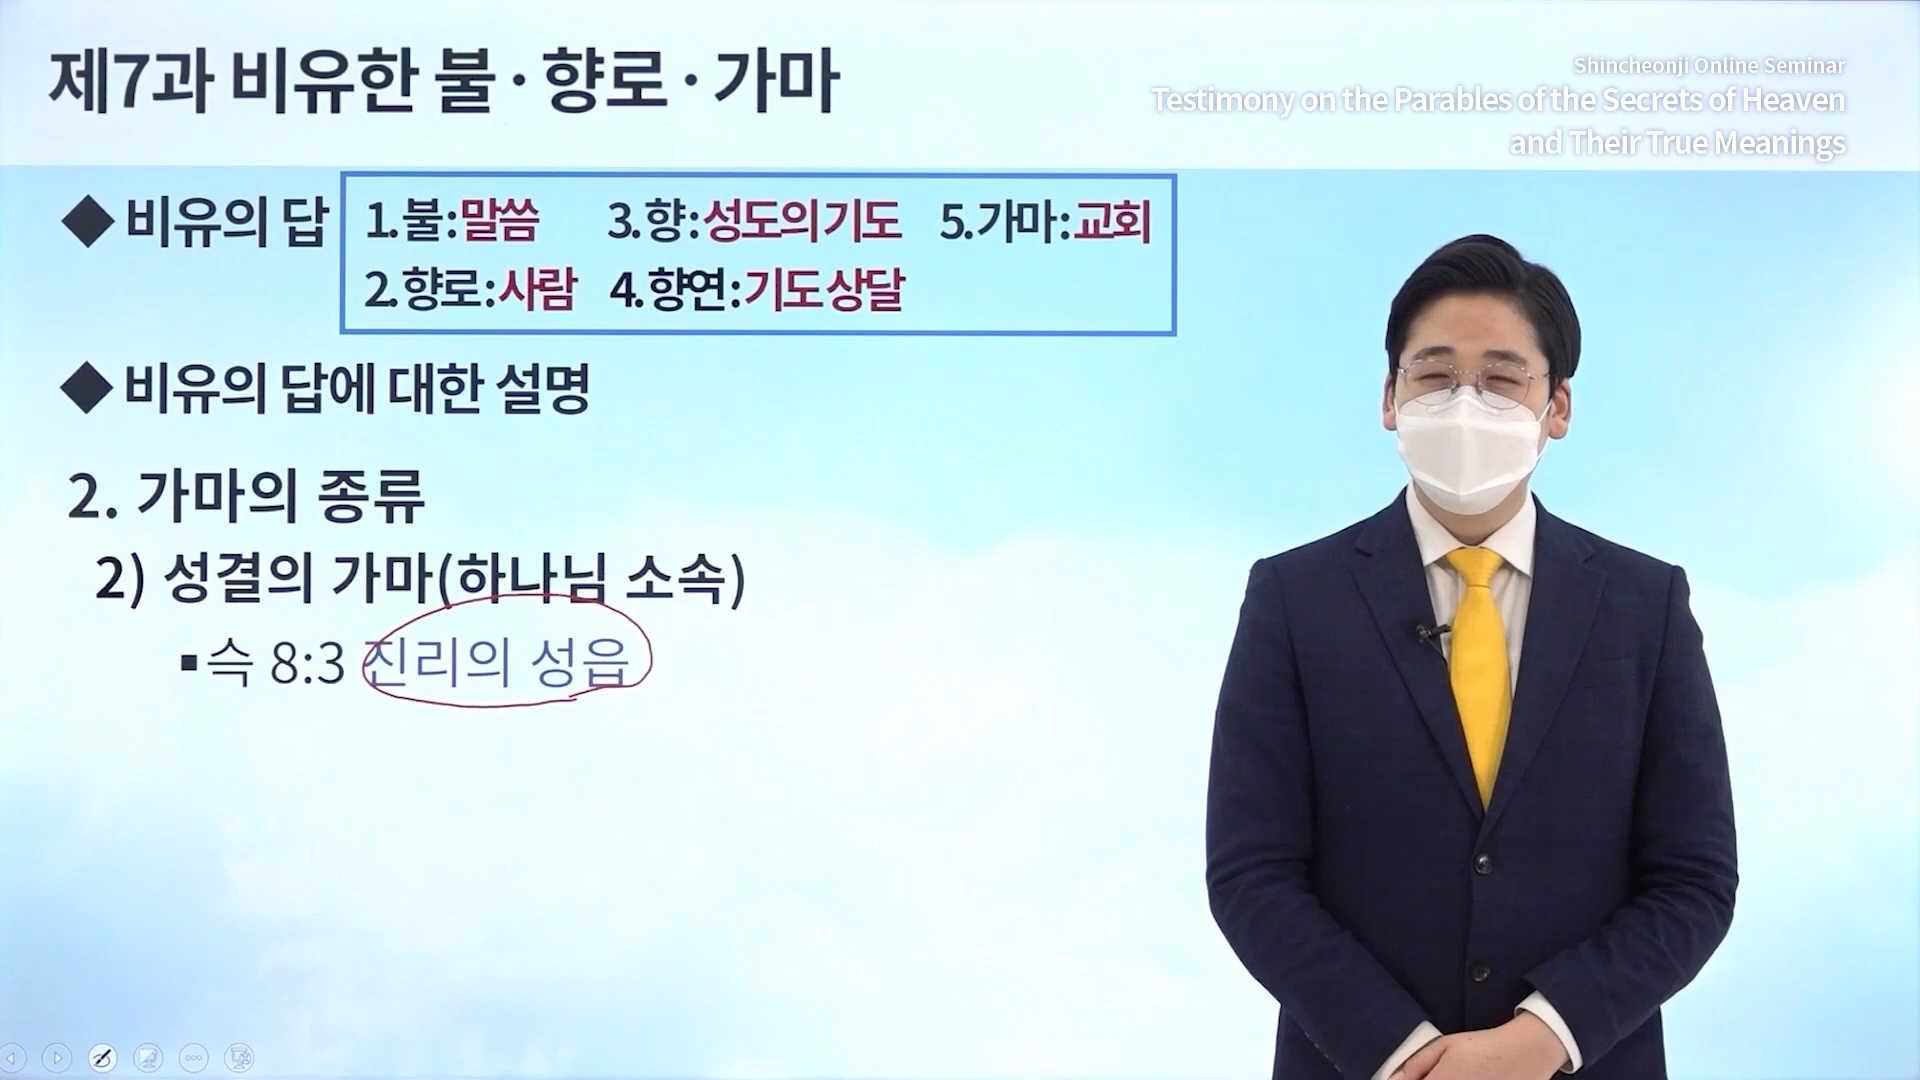 제7과 비유한 불·향로·가마
Shincheonji Online Seminar
Testimony on the Parables of the Secrets of Heaven
and Their True Meanings
◆ 비유의 답
1. 불:말씀 3. 향:성도의 기도 5. 가마:교회
2. 향로:사람 4. 향연:기도 상달
◆ 비유의 답에 대한 설명
2. 가마의 종류
2) 성결의 가마(하나님 소속)
▪슥 8:3 진리의 성읍